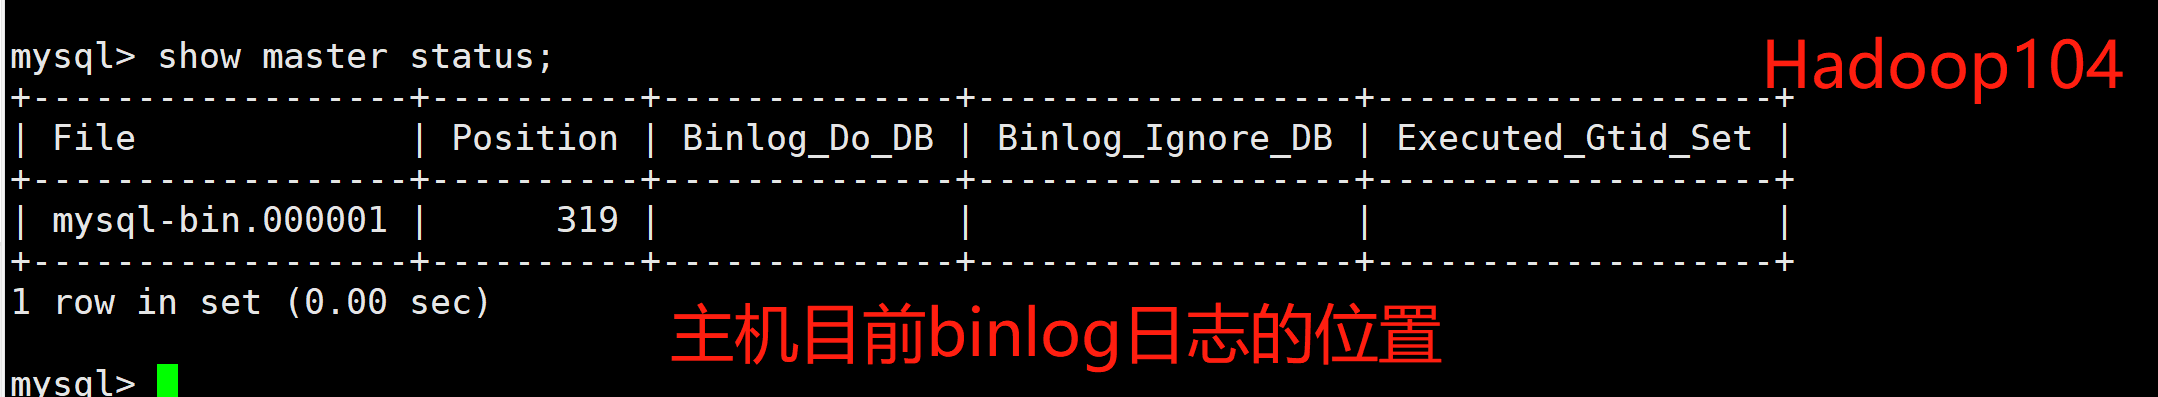 mysql> show master status;
Hadoop104
+-------------------+----------+--------------+------------------+-------------------+
| File             | Position | Binlog_Do_DB | Binlog_Ignore_DB | Executed_Gtid_Set |
+-------------------+----------+--------------+------------------+-------------------+
| mysql-bin.000001 |      319 |              |                  |                   |
+-------------------+----------+--------------+------------------+-------------------+
1 row in set (0.00 sec)
主机目前binlog日志的位置
mysql>